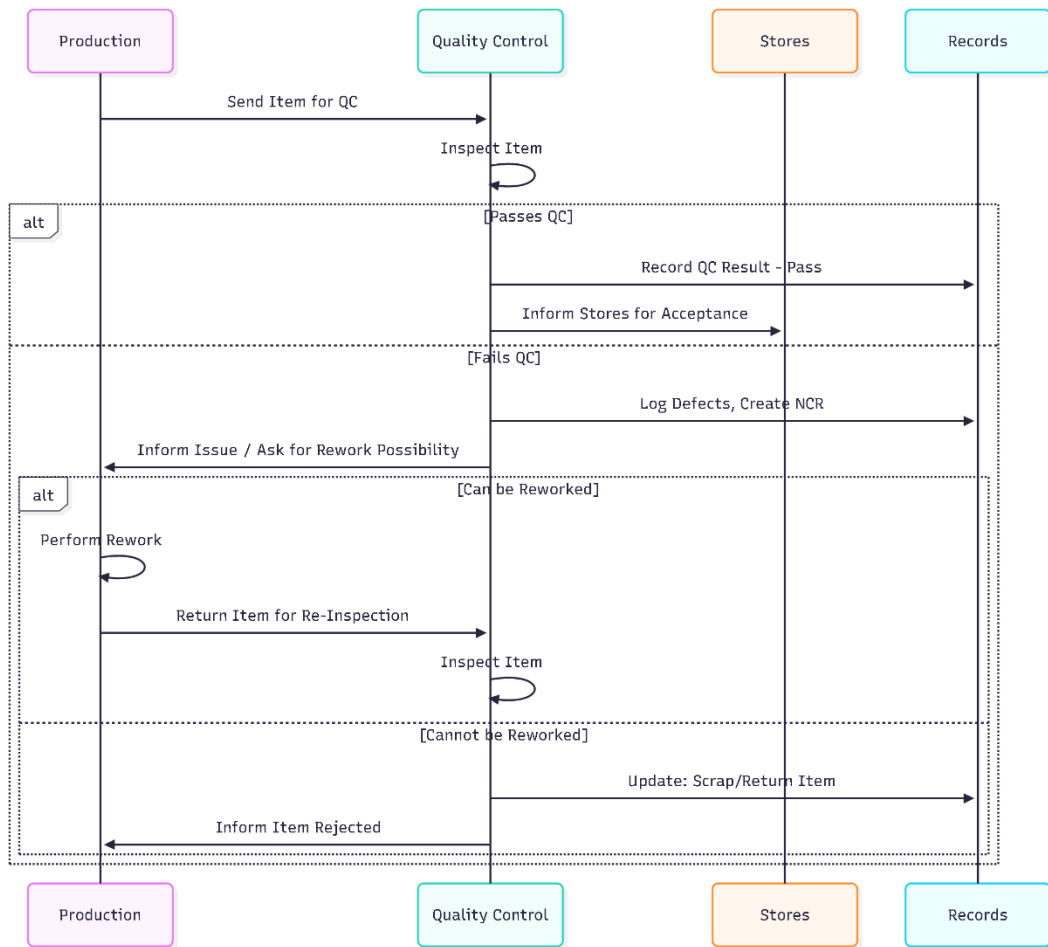 Production
Quality Control
Stores
Records
Send Item for QC
Inspect Item
alt
[Passes QC]
Record QC Result - Pass
Inform Stores for Acceptance
[Fails QC]
Log Defects, Create NCR
Inform Issue / Ask for Rework Possibility
alt
[Can be Reworked]
Perform Rework
Return Item for Re-Inspection
Inspect Item
[Cannot be Reworked]
Update: Scrap/Return Item
Inform Item Rejected
Production
Quality Control
Stores
Records